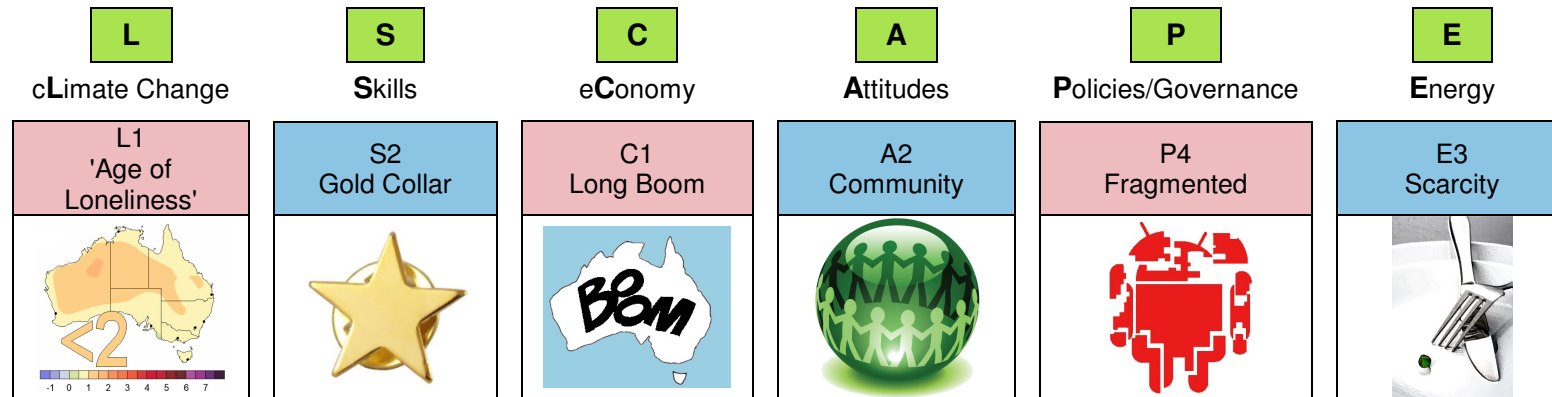 L
S
C
A
P
E
cLimate Change
Skills
eConomy
Attitudes
Policies/Governance
Energy
L1
'Age of
Loneliness'
S2
Gold Collar
C1
Long Boom
A2
Community
P4
Fragmented
E3
Scarcity
<2
-1 0 1 2 3 4 5 6 7
BOOM